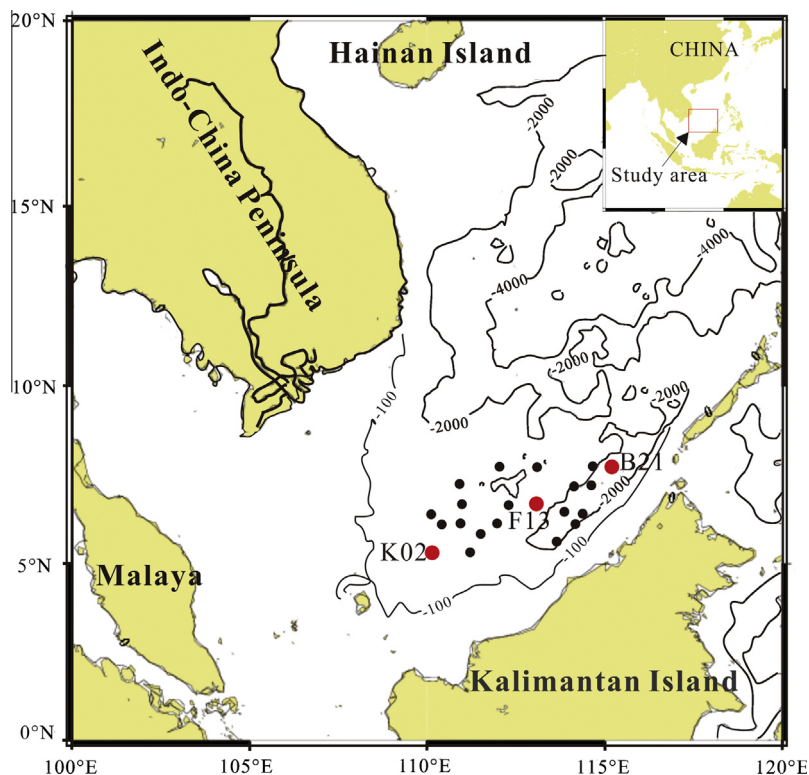 20°N
Hainan Island
CHINA
Study area
Indo-China Peninsula
-2000
-2000
15°N
-4000
-4000
-2000
10°N
-100
-2000
-2000
B21
-2000
F13
K02
5°N
-100
Malaya
-100
Kalimantan Island
0°N
100°E
105°E
110°E
115°E
120°E